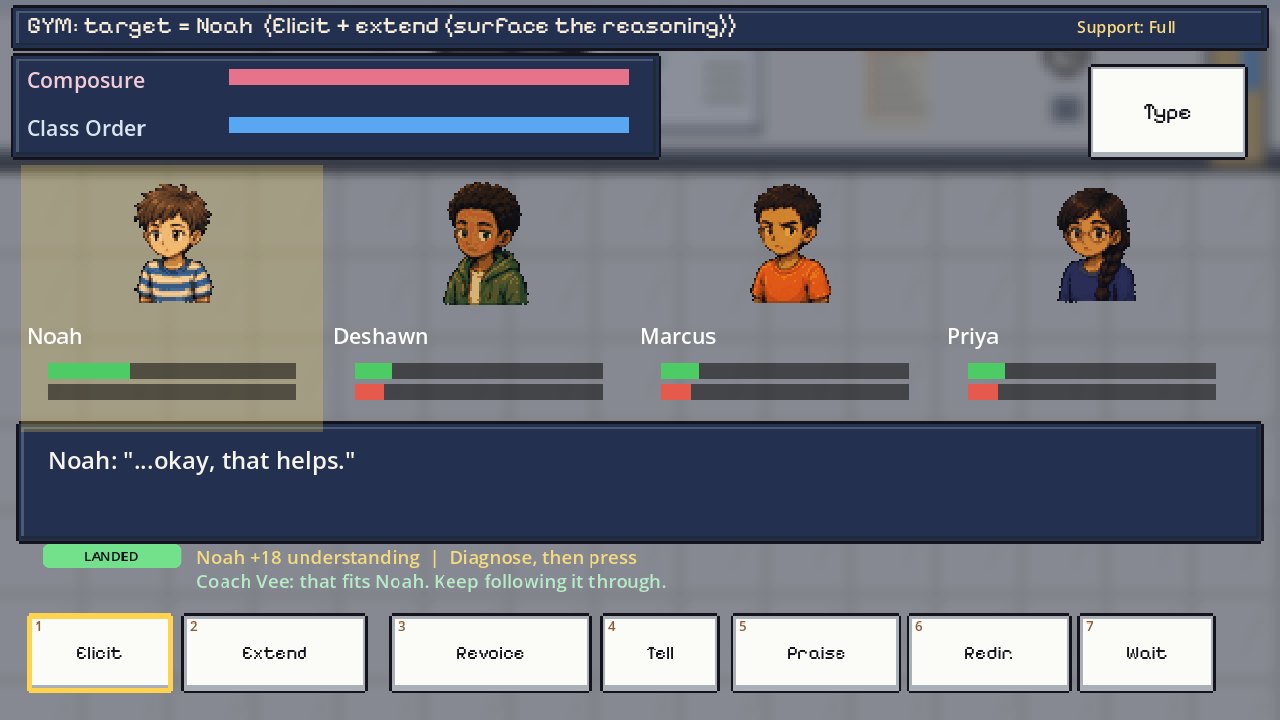 GYM: target = Noah (Elicit + extend (surface the reasoning))
Support: Full
Composure
Class Order
Type
Noah
Deshawn
Marcus
Priya
Noah: "...okay, that helps."
LANDED
Noah +18 understanding | Diagnose, then press
Coach Vee: that fits Noah. Keep following it through.
1 Elicit
2 Extend
3 Revoice
4 Tell
5 Praise
6 Redir.
7 Wait